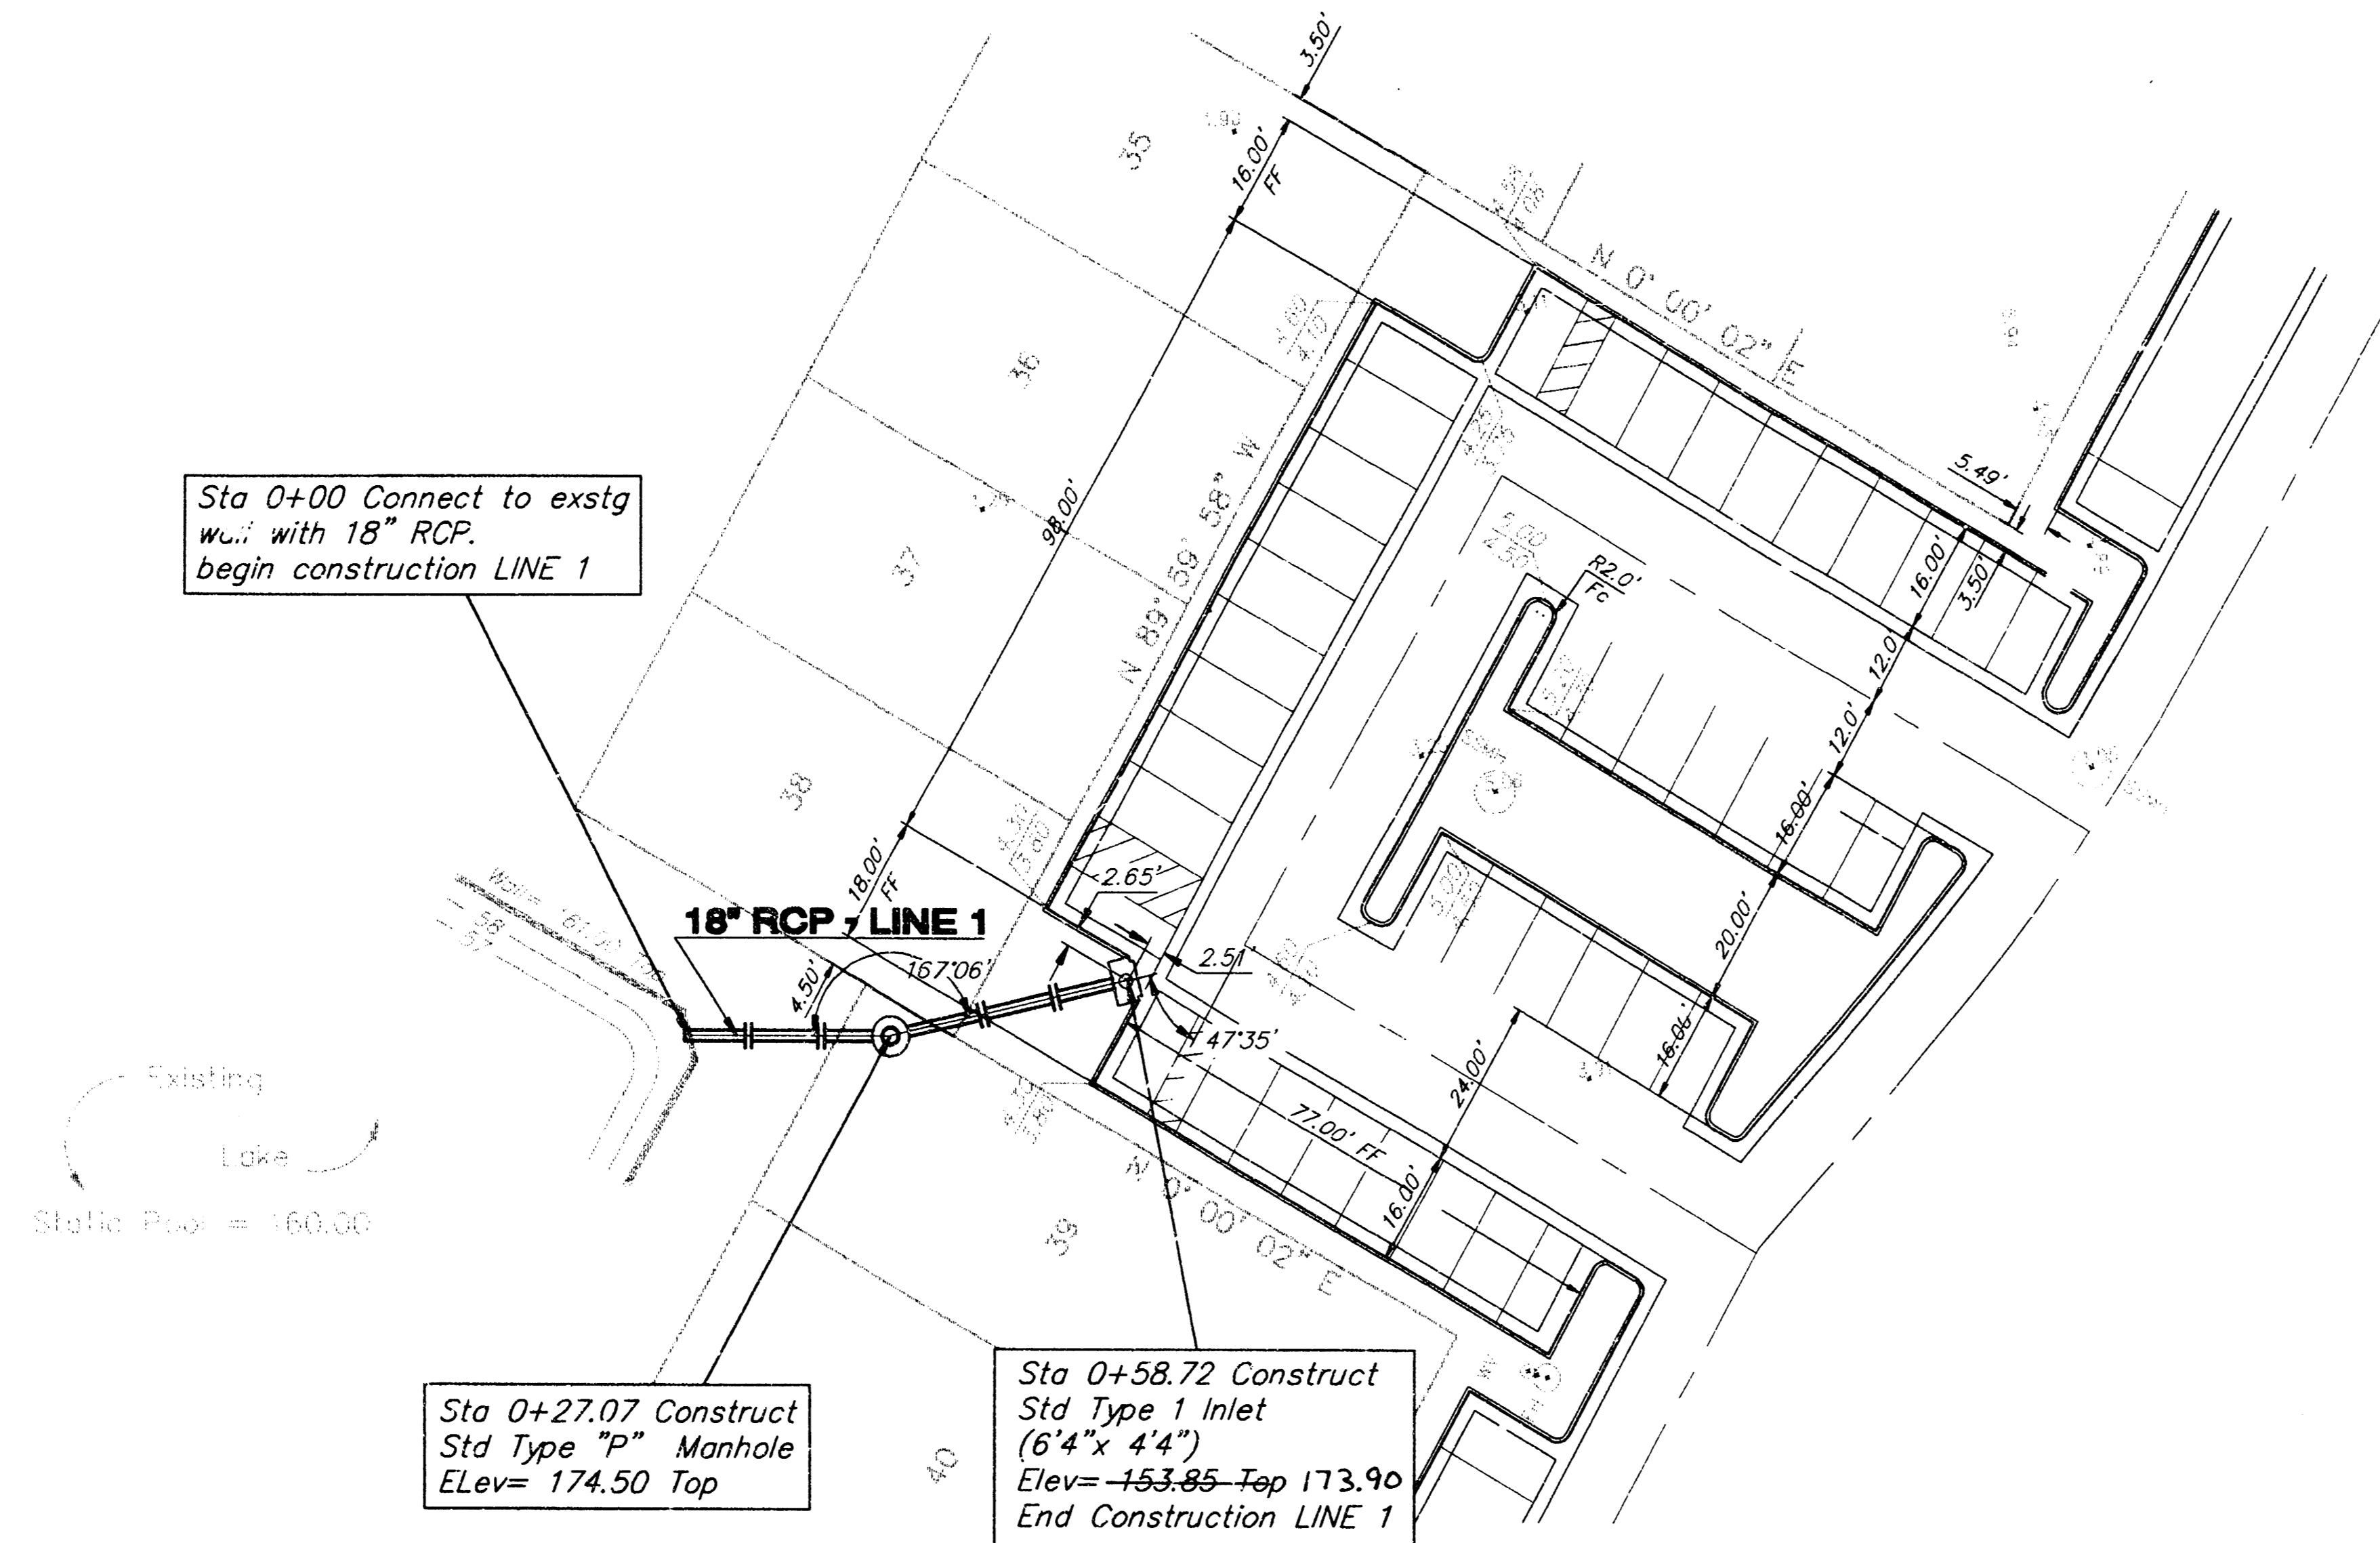 3.50'
35
16.00'
FF
N 0° 00' 02" E
36
98.00'
N 89° 59' 58" W
5.49'
Sta 0+00 Connect to exstg
with 18" RCP.
begin construction LINE 1
37
5.00
2.50
R2.0'
Fc
16.00'
3.50'
12.0'
12.0'
38
16.00'
18.00'
FF
2.65'
18" RCP, LINE 1
20.00'
2.51'
4.50'
167°06'
58
57
47°35'
16.00'
24.00'
Existing
Lake
77.00' FF
16.00'
Static Pool = 160.00
N 0° 00' 02" E
39
40
Sta 0+27.07 Construct
Std Type "P" Manhole
ELev= 174.50 Top
Sta 0+58.72 Construct
Std Type 1 Inlet
(6'4"x 4'4")
Elev= 153.85 Top 173.90
End Construction LINE 1